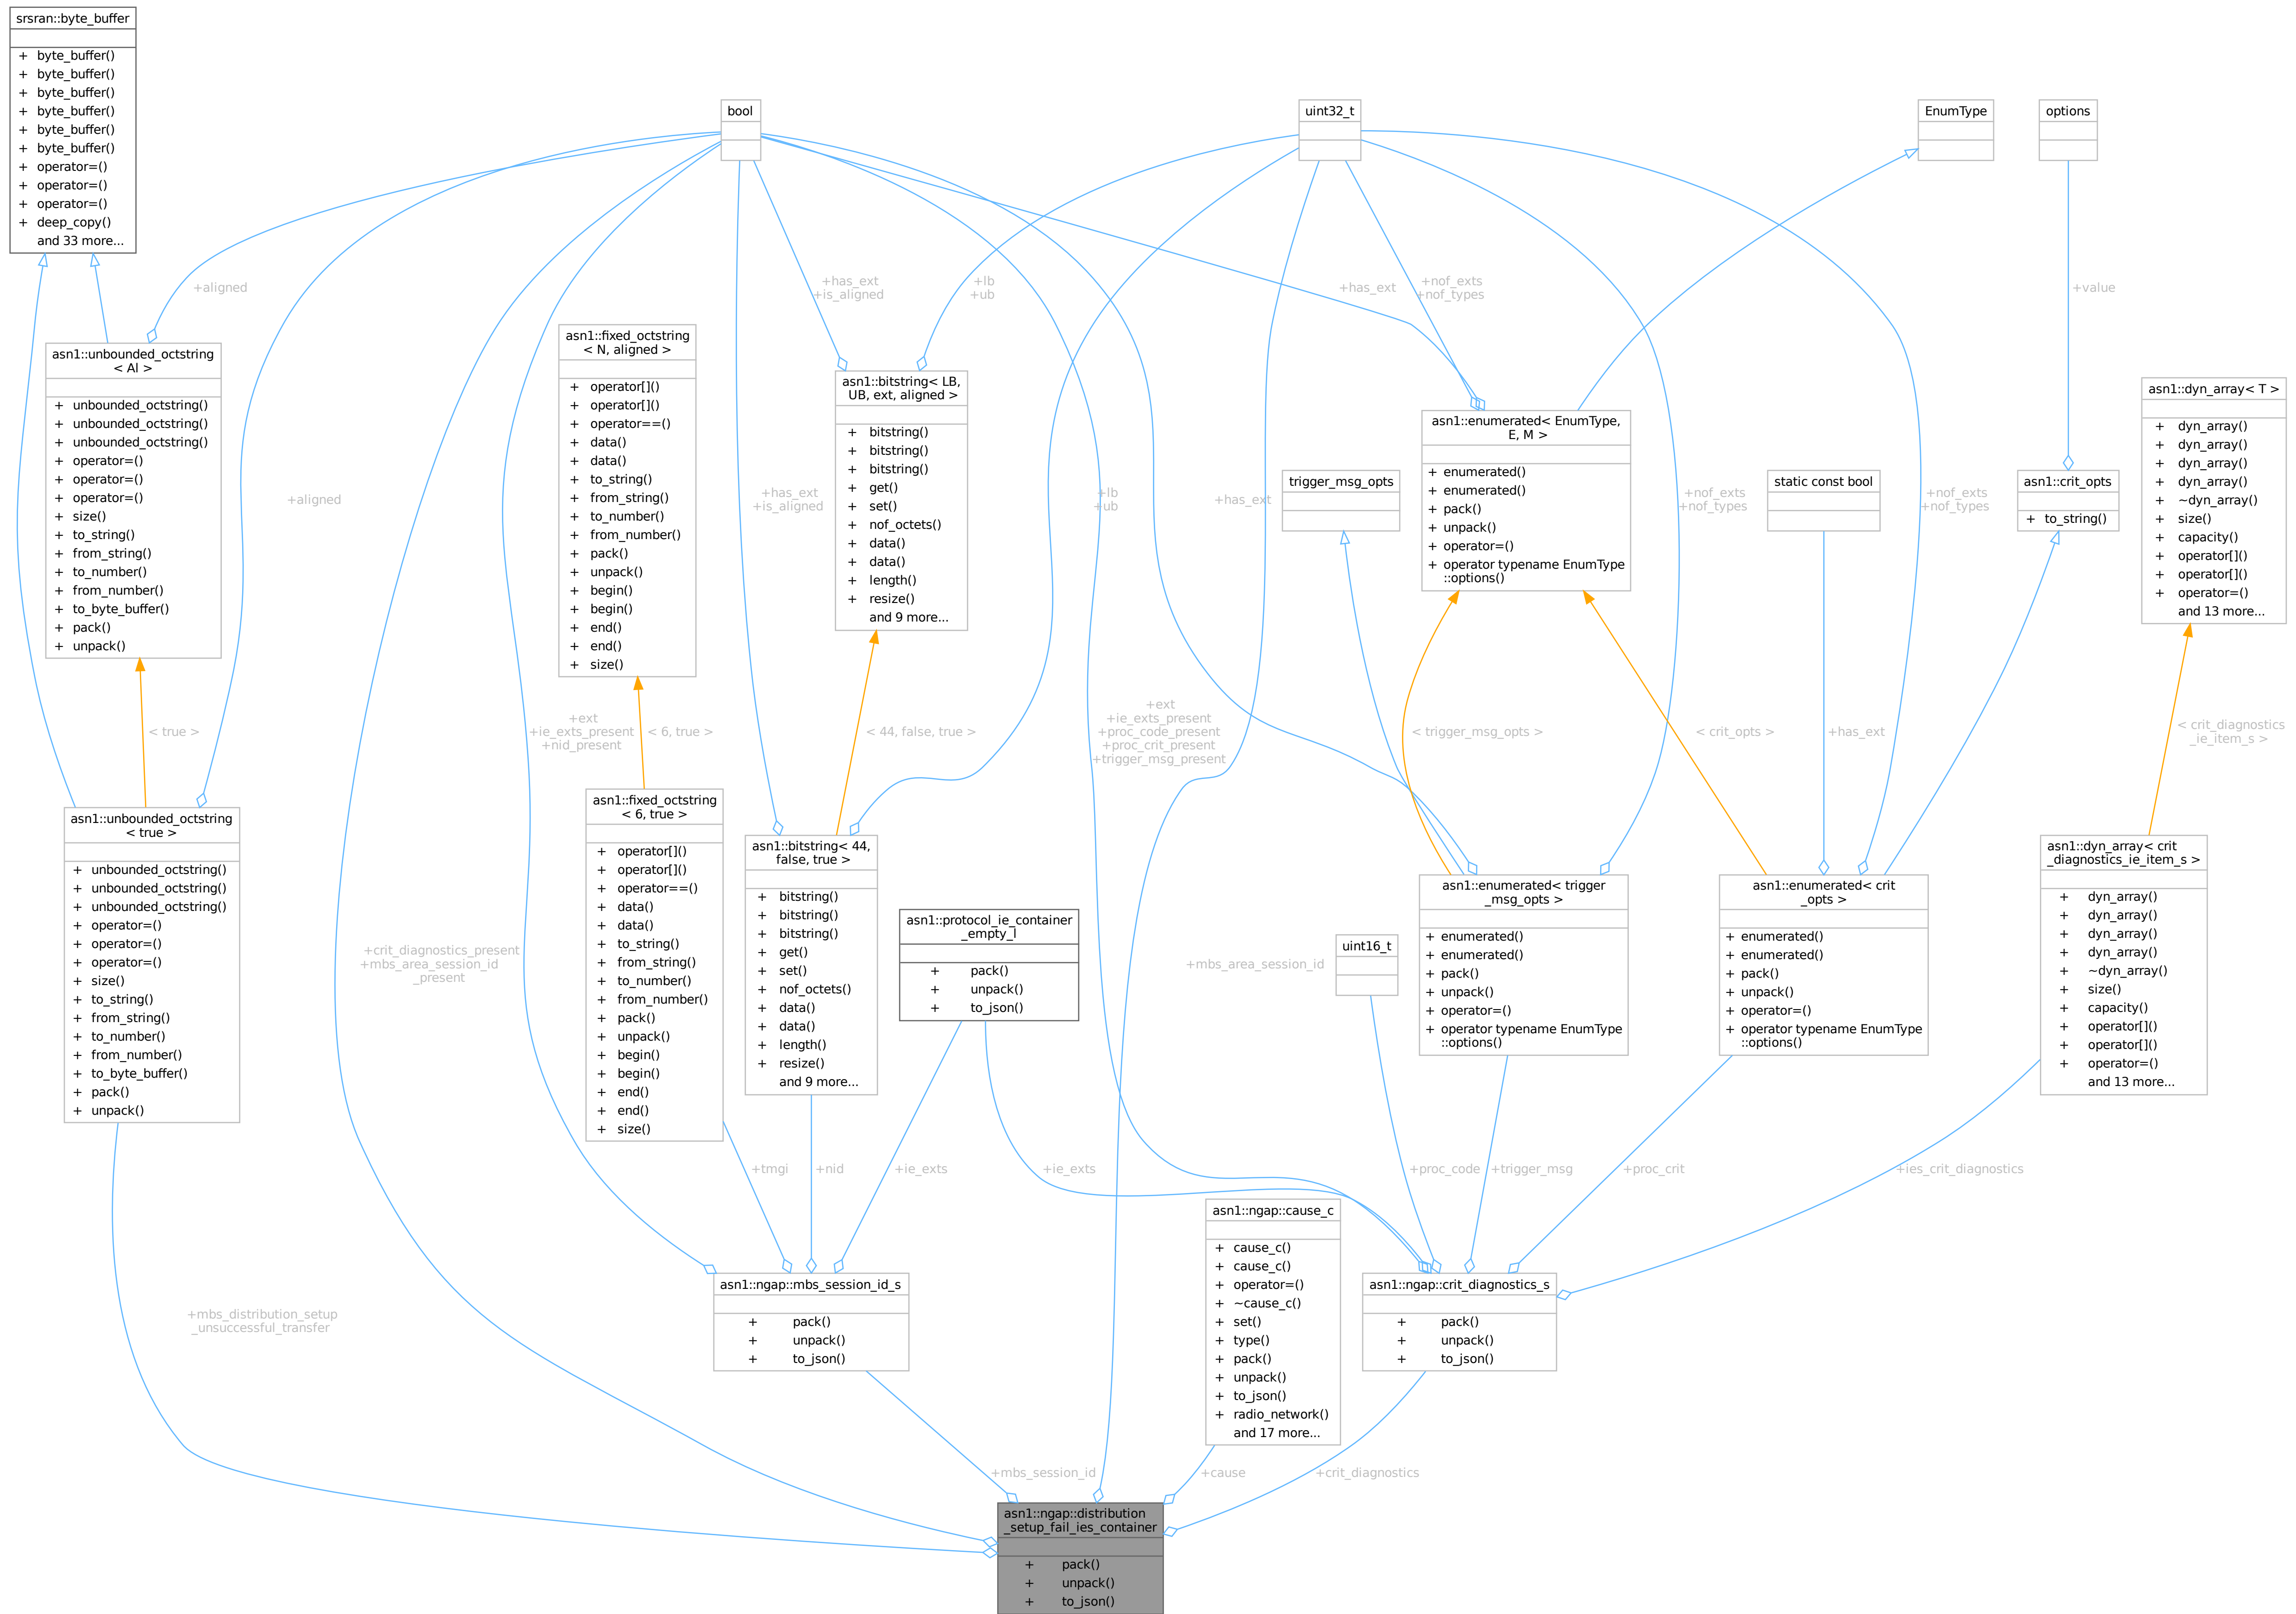 srsran::byte_buffer
+ byte_buffer()
+ byte_buffer()
+ byte_buffer()
+ byte_buffer()
+ byte_buffer()
+ byte_buffer()
+ operator=()
+ operator=()
+ operator=()
+ deep_copy()
and 33 more...
bool
uint32_t
EnumType
options
+aligned
+has_ext
+is_aligned
+lb
+ub
+has_ext
+nof_exts
+nof_types
+value
asn1::unbounded_octstring
< Al >
+ unbounded_octstring()
+ unbounded_octstring()
+ unbounded_octstring()
+ operator=()
+ operator=()
+ operator=()
+ size()
+ to_string()
+ from_string()
+ to_number()
+ from_number()
+ to_byte_buffer()
+ pack()
+ unpack()
asn1::fixed_octstring
< N, aligned >
+ operator[]()
+ operator[]()
+ operator==()
+ data()
+ data()
+ to_string()
+ from_string()
+ to_number()
+ from_number()
+ pack()
+ unpack()
+ begin()
+ begin()
+ end()
+ end()
+ size()
asn1::bitstring< LB,
UB, ext, aligned >
+ bitstring()
+ bitstring()
+ bitstring()
+ get()
+ set()
+ nof_octets()
+ data()
+ data()
+ length()
+ resize()
and 9 more...
asn1::enumerated< EnumType,
E, M >
+ enumerated()
+ enumerated()
+ pack()
+ unpack()
+ operator=()
+ operator typename EnumType
::options()
trigger_msg_opts
static const bool
asn1::crit_opts
+ to_string()
asn1::dyn_array< T >
+ dyn_array()
+ dyn_array()
+ dyn_array()
+ dyn_array()
+ ~dyn_array()
+ size()
+ capacity()
+ operator[]()
+ operator[]()
+ operator=()
and 13 more...
+aligned
+has_ext
+is_aligned
+lb
+ub
+has_ext
+nof_exts
+nof_types
+nof_exts
+nof_types
< true >
+ext
+ie_exts_present
+nid_present
< 6, true >
< 44, false, true >
+ext
+ie_exts_present
+proc_code_present
+proc_crit_present
+trigger_msg_present
< trigger_msg_opts >
< crit_opts >
+has_ext
< crit_diagnostics
_ie_item_s >
asn1::unbounded_octstring
< true >
+ unbounded_octstring()
+ unbounded_octstring()
+ unbounded_octstring()
+ operator=()
+ operator=()
+ operator=()
+ size()
+ to_string()
+ from_string()
+ to_number()
+ from_number()
+ to_byte_buffer()
+ pack()
+ unpack()
+crit_diagnostics_present
+mbs_area_session_id
_present
asn1::fixed_octstring
< 6, true >
+ operator[]()
+ operator[]()
+ operator==()
+ data()
+ data()
+ to_string()
+ from_string()
+ to_number()
+ from_number()
+ pack()
+ unpack()
+ begin()
+ begin()
+ end()
+ end()
+ size()
asn1::bitstring< 44,
false, true >
+ bitstring()
+ bitstring()
+ bitstring()
+ get()
+ set()
+ nof_octets()
+ data()
+ data()
+ length()
+ resize()
and 9 more...
asn1::protocol_ie_container
_empty_l
+ pack()
+ unpack()
+ to_json()
+mbs_area_session_id
uint16_t
asn1::enumerated< trigger
_msg_opts >
+ enumerated()
+ enumerated()
+ pack()
+ unpack()
+ operator=()
+ operator typename EnumType
::options()
asn1::enumerated< crit
_opts >
+ enumerated()
+ enumerated()
+ pack()
+ unpack()
+ operator=()
+ operator typename EnumType
::options()
asn1::dyn_array< crit
_diagnostics_ie_item_s >
+ dyn_array()
+ dyn_array()
+ dyn_array()
+ dyn_array()
+ ~dyn_array()
+ size()
+ capacity()
+ operator[]()
+ operator[]()
+ operator=()
and 13 more...
+tmgi
+nid
+ie_exts
+ie_exts
+proc_code
+trigger_msg
+proc_crit
+ies_crit_diagnostics
+mbs_distribution_setup
_unsuccessful_transfer
asn1::ngap::mbs_session_id_s
+ pack()
+ unpack()
+ to_json()
asn1::ngap::cause_c
+ cause_c()
+ cause_c()
+ operator=()
+ ~cause_c()
+ set()
+ type()
+ pack()
+ unpack()
+ to_json()
+ radio_network()
and 17 more...
asn1::ngap::crit_diagnostics_s
+ pack()
+ unpack()
+ to_json()
+mbs_session_id
+cause
+crit_diagnostics
asn1::ngap::distribution
_setup_fail_ies_container
+ pack()
+ unpack()
+ to_json()